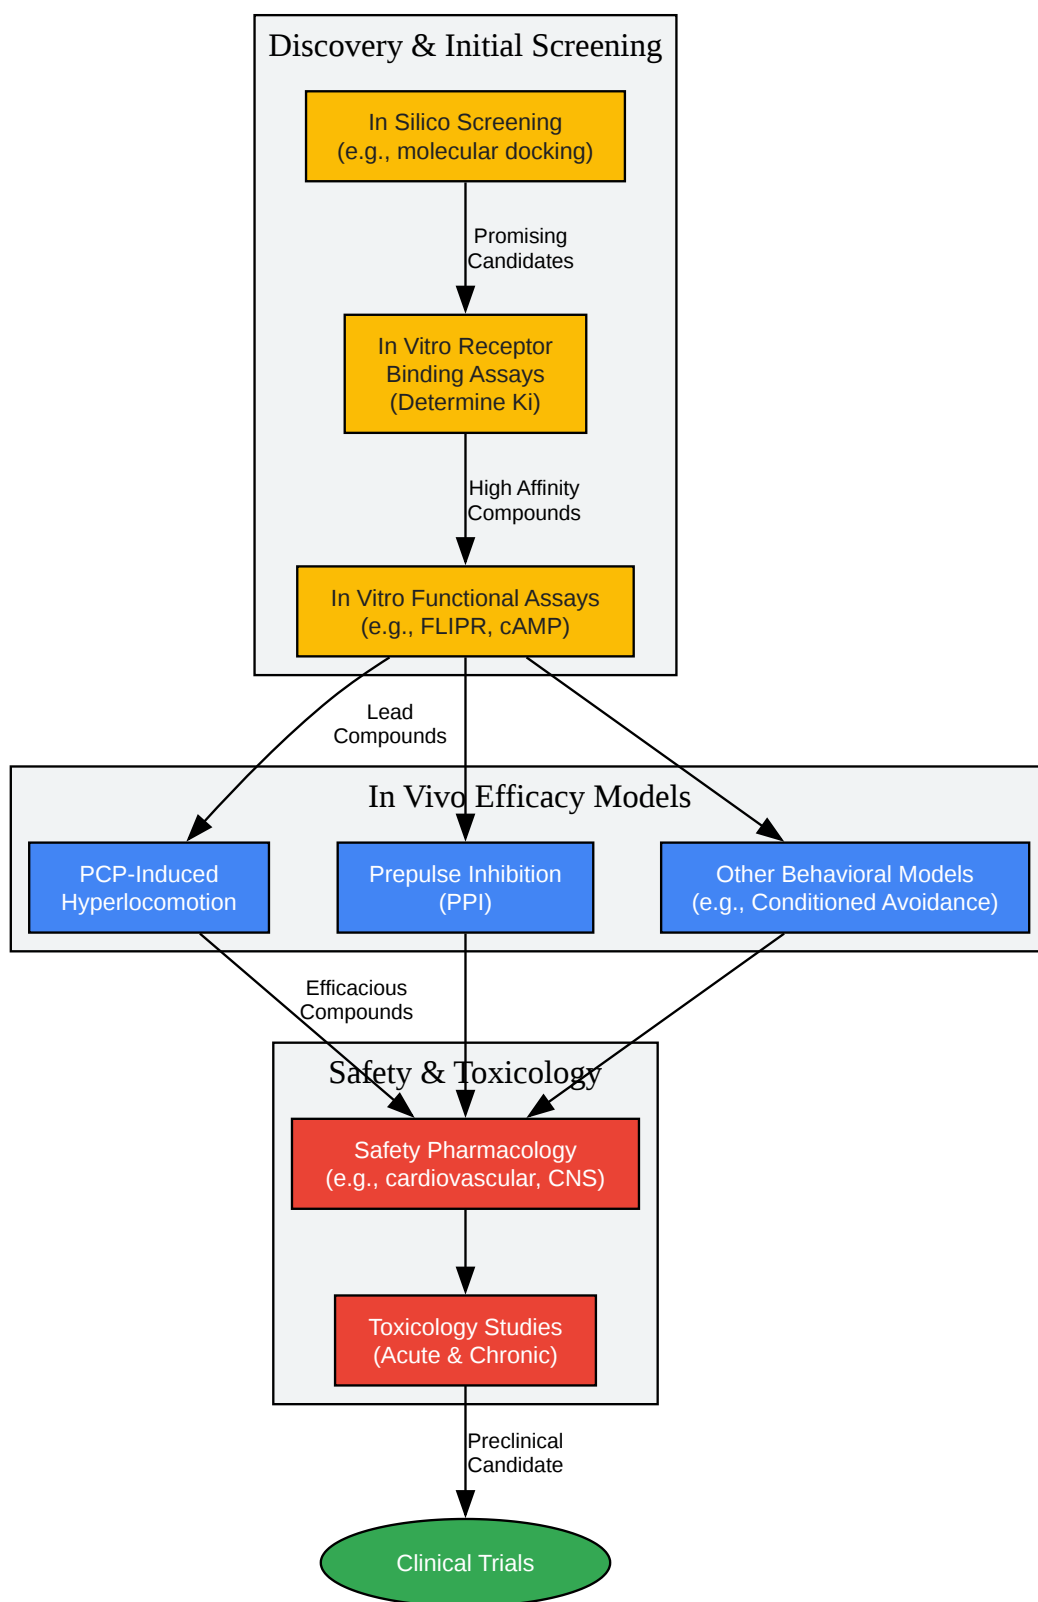 Discovery & Initial Screening
In Silico Screening
(e.g., molecular docking)
Promising
Candidates
In Vitro Receptor
Binding Assays
(Determine Ki)
High Affinity
Compounds
In Vitro Functional Assays
(e.g., FLIPR, cAMP)
Lead
Compounds
In Vivo Efficacy Models
PCP-Induced
Hyperlocomotion
Prepulse Inhibition
(PPI)
Other Behavioral Models
(e.g., Conditioned Avoidance)
Efficacious
Compounds
Safety & Toxicology
Safety Pharmacology
(e.g., cardiovascular, CNS)
Toxicology Studies
(Acute & Chronic)
Preclinical
Candidate
Clinical Trials